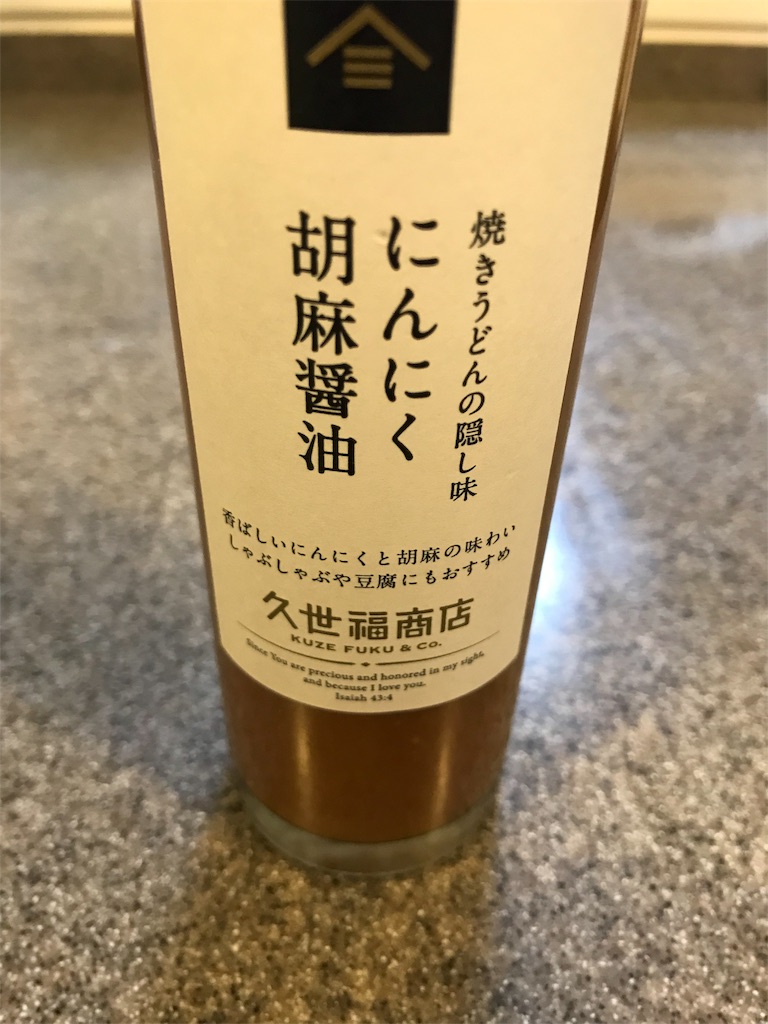 焼きうどんの隠し味
にんにく
胡麻醤油
香ばしいにんにくと胡麻の味わい
しゃぶしゃぶや豆腐にもおすすめ
久世福商店
KUZE FUKU & Co.
Since You are precious and honored in my sight,
and because I love you.
Isaiah 43:4